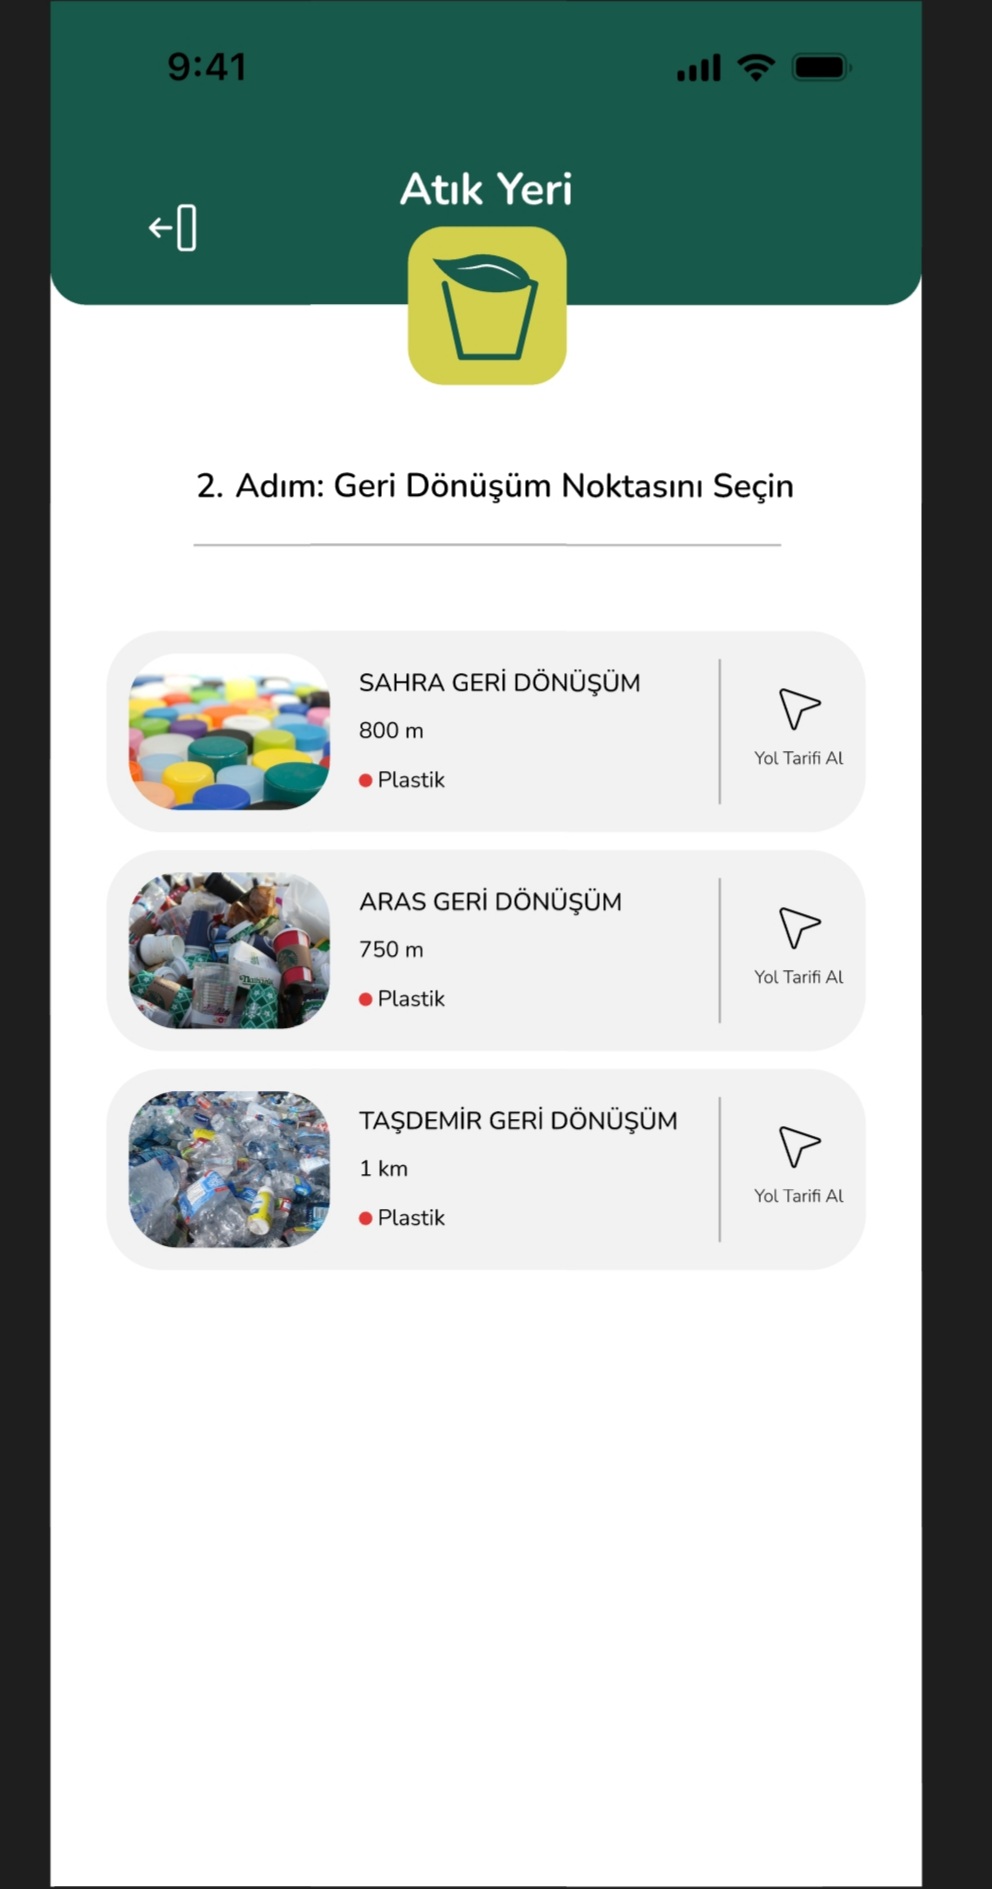 9:41
Atık Yeri
2. Adım: Geri Dönüşüm Noktasını Seçin
SAHRA GERİ DÖNÜŞÜM
800 m
Plastik
Yol Tarifi Al
ARAS GERİ DÖNÜŞÜM
750 m
Plastik
Yol Tarifi Al
TAŞDEMİR GERİ DÖNÜŞÜM
1 km
Plastik
Yol Tarifi Al